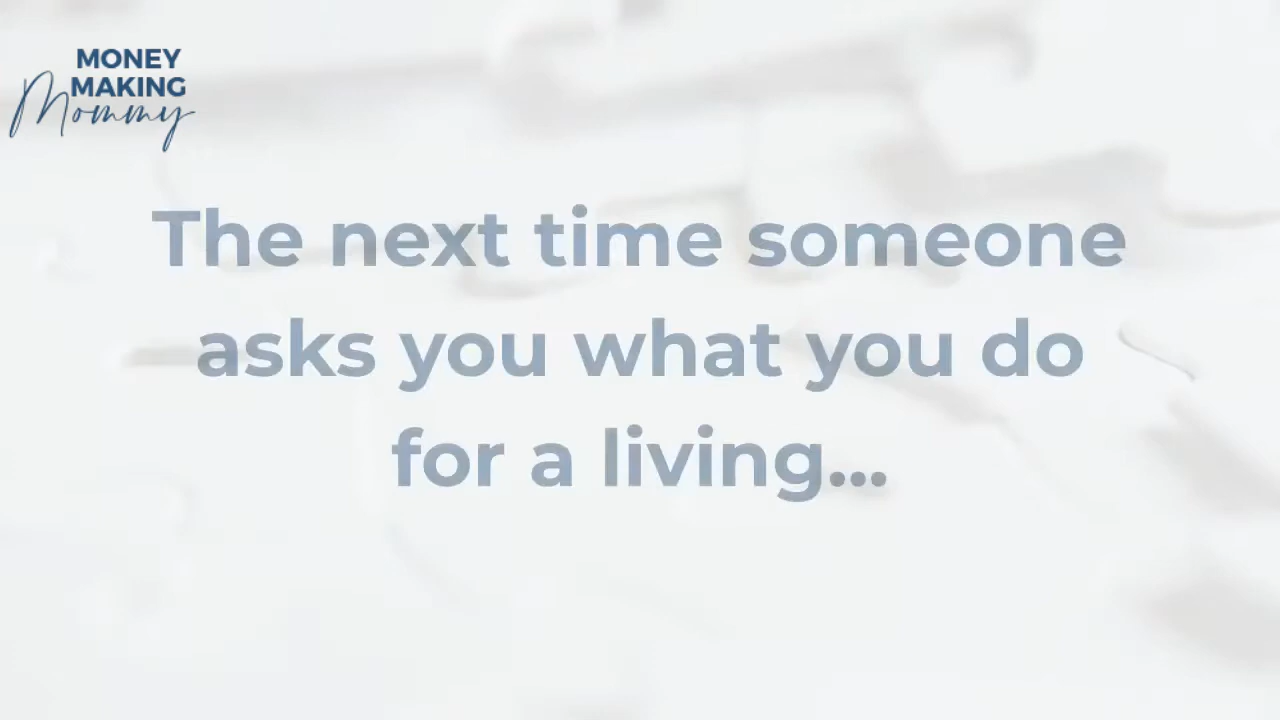 MONEY
MAKING
Mommy
The next time someone
asks you what you do
for a living...